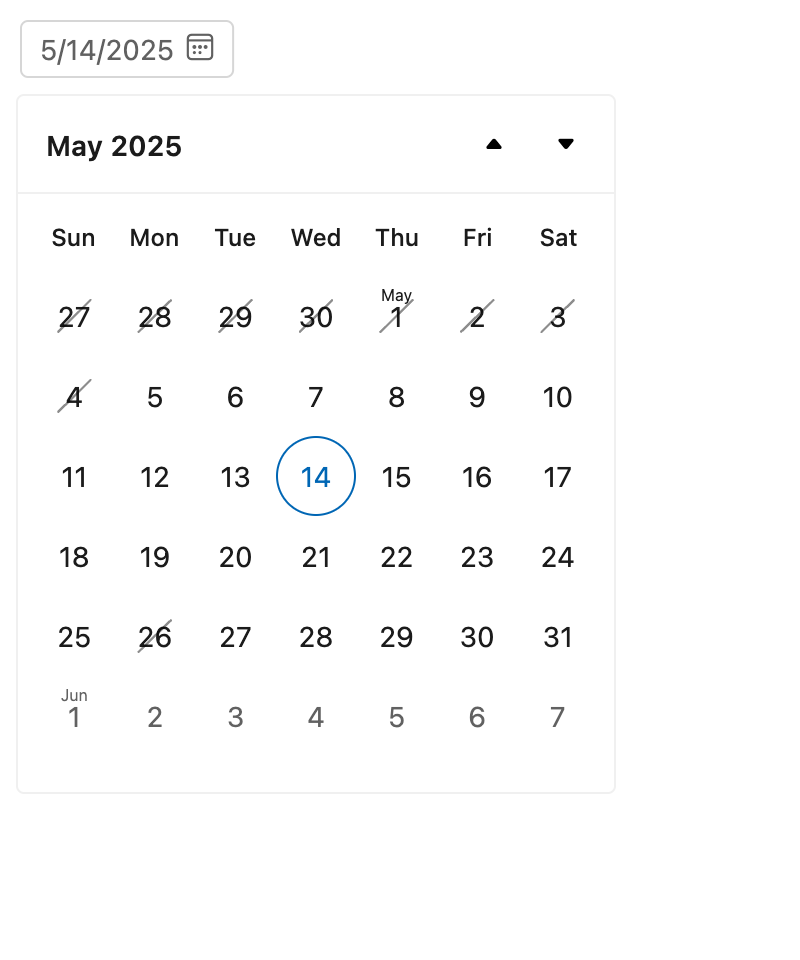 5/14/2025
May 2025
Sun Mon Tue Wed Thu Fri Sat
May
27 28 29 30 1 2 3
4 5 6 7 8 9 10
11 12 13 14 15 16 17
18 19 20 21 22 23 24
25 26 27 28 29 30 31
Jun
1 2 3 4 5 6 7